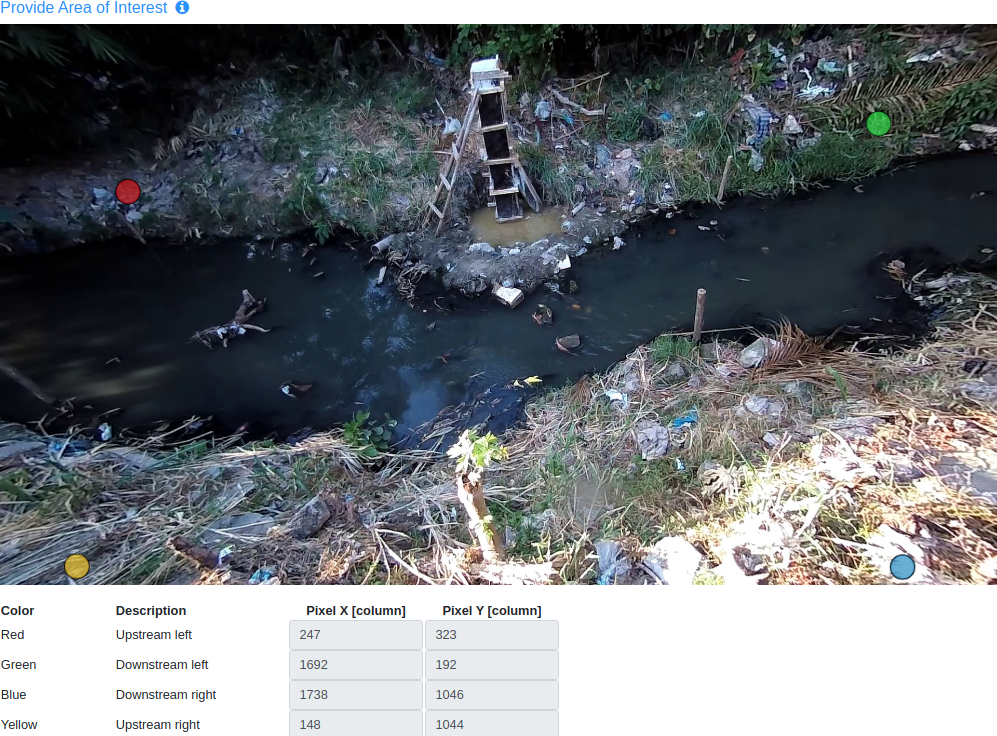 Provide Area of Interest
Color Description Pixel X [column] Pixel Y [column]
Red Upstream left 247 323
Green Downstream left 1692 192
Blue Downstream right 1738 1046
Yellow Upstream right 148 1044